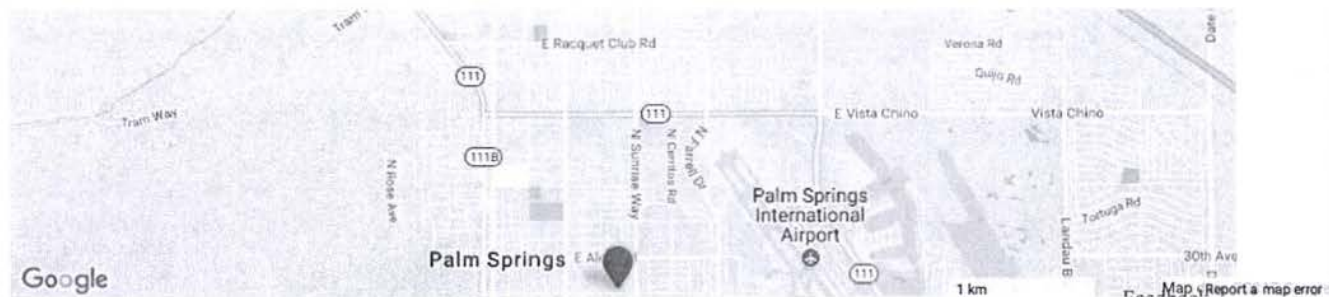 Tram
E Racquet Club Rd
Verona Rd
Date
111
Tram Way
111
E Vista Chino
Vista Chino
111B
N Rose Ave
N Sunrise Way
N Cerritos Rd
N Farrell Dr
Palm Springs
International
Airport
Landau B
Tortuga Rd
Palm Springs
E
30th Ave
Google
111
1 km
Map
Report a map error